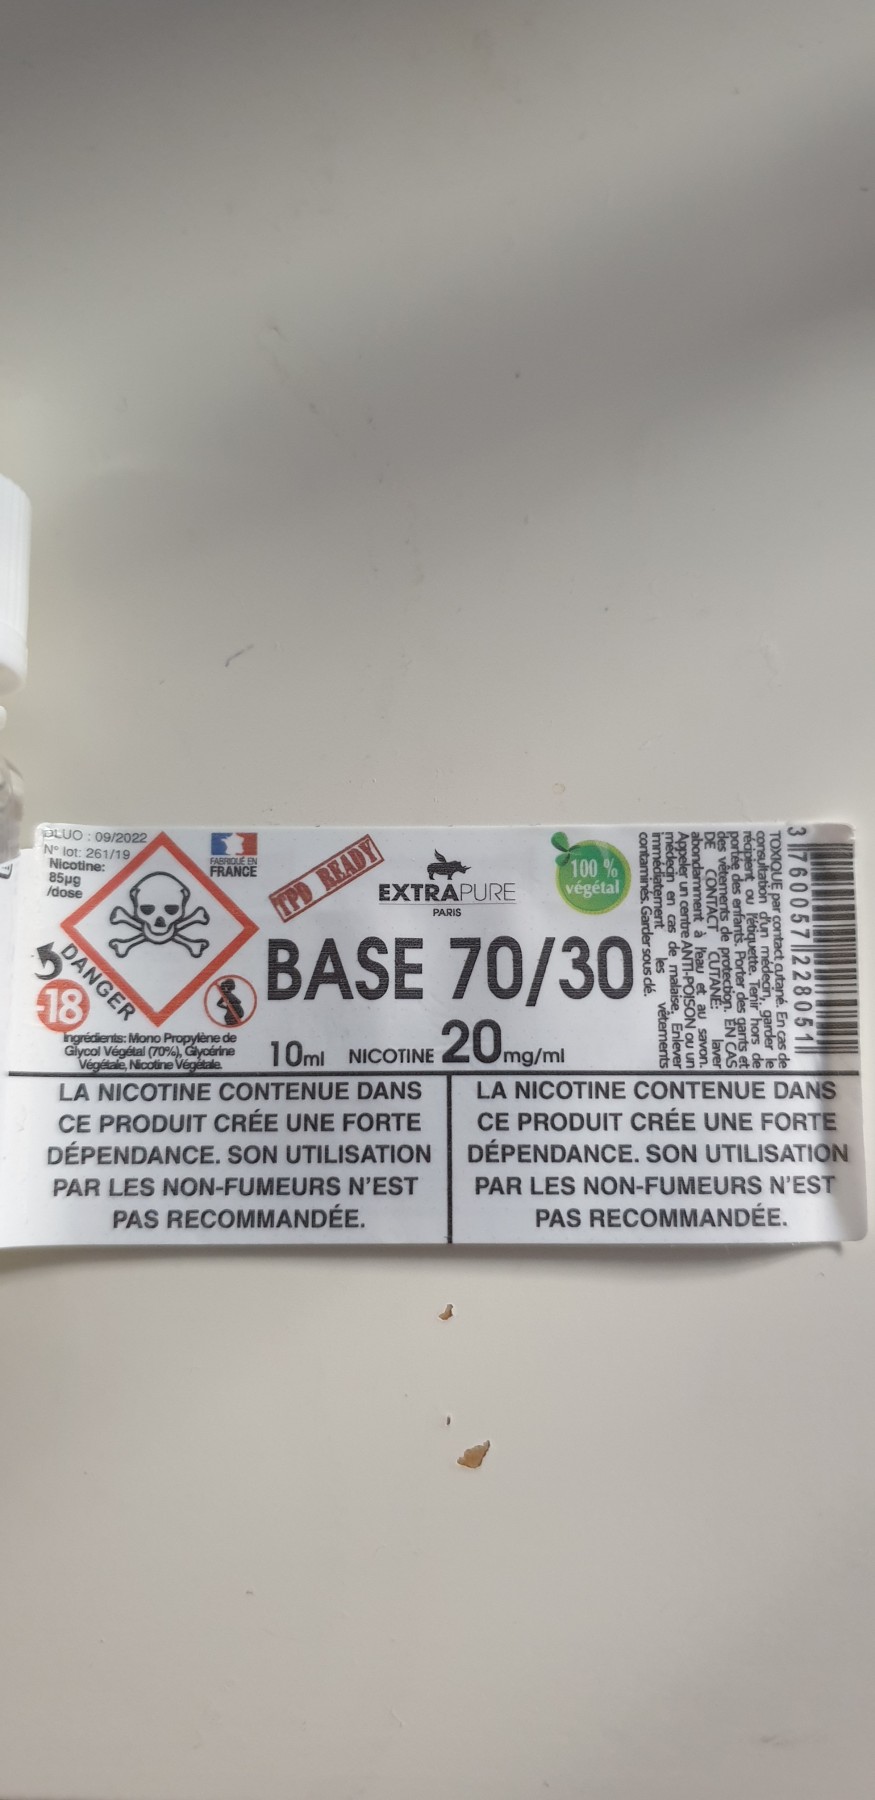 DLUO : 09/2022
N° lot: 261/19
Nicotine:
85µg
/dose
DANGER
-18
FABRIQUÉ EN
FRANCE
TPD READY
EXTRAPURE
PARIS
100 %
végétal
BASE 70/30
10ml NICOTINE 20mg/ml
Ingrédients: Mono Propylène de
Glycol Végétal (70%), Glycérine
Végétale, Nicotine Végétale.
TOXIQUE par contact cutané. En cas de
consultation d'un médecin, garder le
récipient ou l'étiquette. Tenir hors de
portée des enfants. Porter des gants et
des vêtements de protection. EN CAS
DE CONTACT CUTANÉ: laver
abondamment à l'eau et au savon.
Appeler un centre ANTI-POISON ou un
médecin en cas de malaise. Enlever
immédiatement les vêtements
contaminés. Garder sous clé.
3 760057 228051
LA NICOTINE CONTENUE DANS
CE PRODUIT CRÉE UNE FORTE
DÉPENDANCE. SON UTILISATION
PAR LES NON-FUMEURS N'EST
PAS RECOMMANDÉE.
LA NICOTINE CONTENUE DANS
CE PRODUIT CRÉE UNE FORTE
DÉPENDANCE. SON UTILISATION
PAR LES NON-FUMEURS N'EST
PAS RECOMMANDÉE.